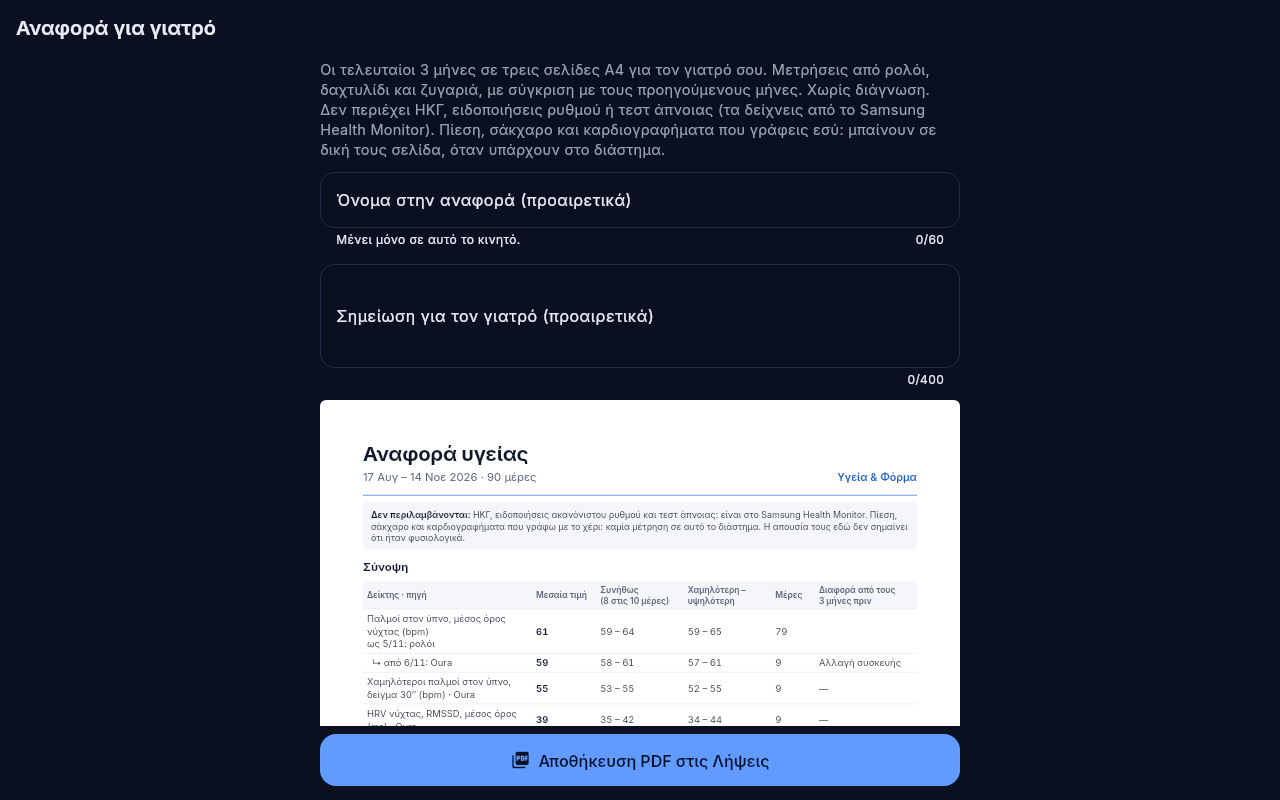 Αναφορά για γιατρό
Οι τελευταίοι 3 μήνες σε τρεις σελίδες Α4 για τον γιατρό σου. Μετρήσεις από ρολόι,
δαχτυλίδι και ζυγαριά, με σύγκριση με τους προηγούμενους μήνες. Χωρίς διάγνωση.
Δεν περιέχει ΗΚΓ, ειδοποιήσεις ρυθμού ή τεστ άπνοιας (τα δείχνεις από το Samsung
Health Monitor). Πίεση, σάκχαρο και καρδιογραφήματα που γράφεις εσύ: μπαίνουν σε
δική τους σελίδα, όταν υπάρχουν στο διάστημα.
Όνομα στην αναφορά (προαιρετικά)
Μένει μόνο σε αυτό το κινητό. 0/60
Σημείωση για τον γιατρό (προαιρετικά)
0/400
Αναφορά υγείας
17 Αυγ – 14 Νοε 2026 · 90 μέρες Υγεία & Φόρμα
Δεν περιλαμβάνονται: ΗΚΓ, ειδοποιήσεις ακανόνιστου ρυθμού και τεστ άπνοιας: είναι στο Samsung Health Monitor. Πίεση,
σάκχαρο και καρδιογραφήματα που γράφω με το χέρι: καμία μέτρηση σε αυτό το διάστημα. Η απουσία τους εδώ δεν σημαίνει
ότι ήταν φυσιολογικά.
Σύνοψη
Δείκτης · πηγή Μεσαία τιμή Συνήθως (8 στις 10 μέρες) Χαμηλότερη – υψηλότερη Μέρες Διαφορά από τους 3 μήνες πριν
Παλμοί στον ύπνο, μέσος όρος
νύχτας (bpm)
ως 5/11: ρολόι 61 59 – 64 59 – 65 79
↳ από 6/11: Oura 59 58 – 61 57 – 61 9 Αλλαγή συσκευής
Χαμηλότεροι παλμοί στον ύπνο,
δείγμα 30″ (bpm) · Oura 55 53 – 55 52 – 55 9 —
HRV νύχτας, RMSSD, μέσος όρος
39 35 – 42 34 – 44 9 —
Αποθήκευση PDF στις Λήψεις